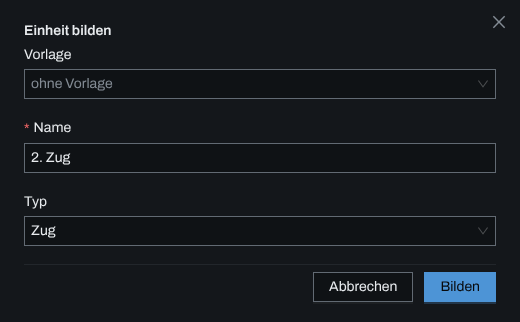 Einheit bilden
Vorlage
ohne Vorlage
* Name
2. Zug
Typ
Zug
Abbrechen
Bilden